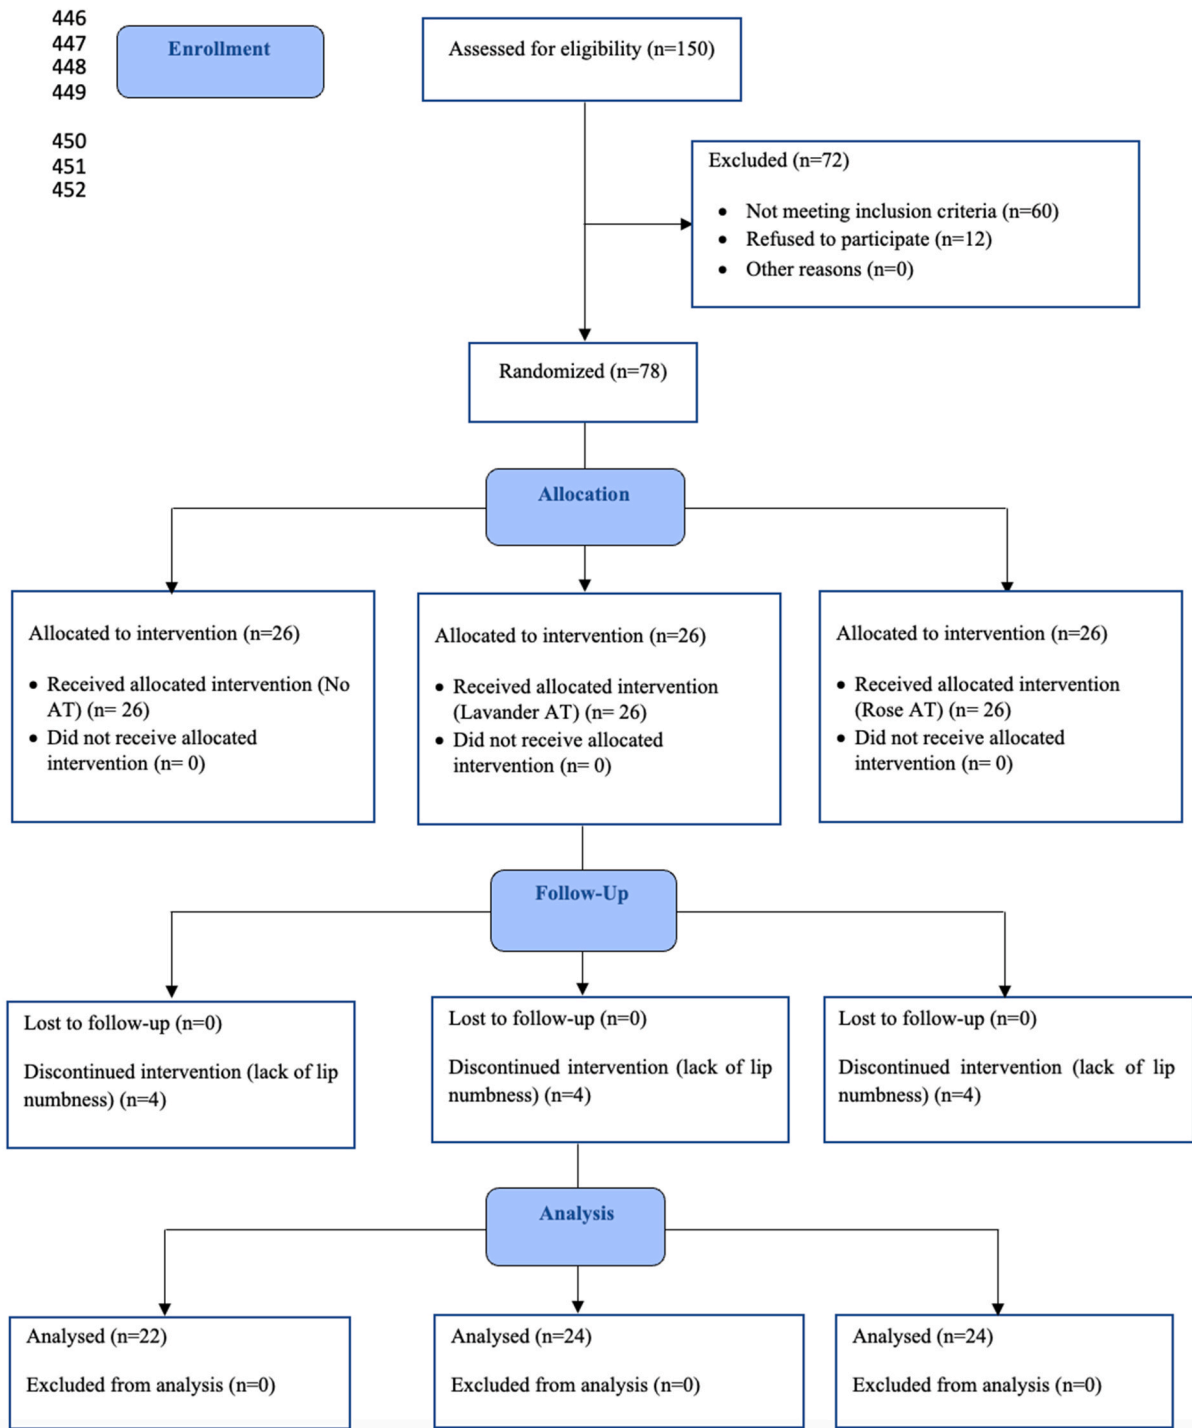 446
447
448
449
450
451
452
Enrollment
Assessed for eligibility (n=150)
Excluded (n=72)
• Not meeting inclusion criteria (n=60)
• Refused to participate (n=12)
• Other reasons (n=0)
Randomized (n=78)
Allocation
Allocated to intervention (n=26)
• Received allocated intervention (No
AT) (n= 26)
• Did not receive allocated
intervention (n= 0)
Allocated to intervention (n=26)
• Received allocated intervention
(Lavander AT) (n= 26)
• Did not receive allocated
intervention (n= 0)
Allocated to intervention (n=26)
• Received allocated intervention
(Rose AT) (n= 26)
• Did not receive allocated
intervention (n= 0)
Follow-Up
Lost to follow-up (n=0)
Discontinued intervention (lack of lip
numbness) (n=4)
Lost to follow-up (n=0)
Discontinued intervention (lack of lip
numbness) (n=4)
Lost to follow-up (n=0)
Discontinued intervention (lack of lip
numbness) (n=4)
Analysis
Analysed (n=22)
Excluded from analysis (n=0)
Analysed (n=24)
Excluded from analysis (n=0)
Analysed (n=24)
Excluded from analysis (n=0)